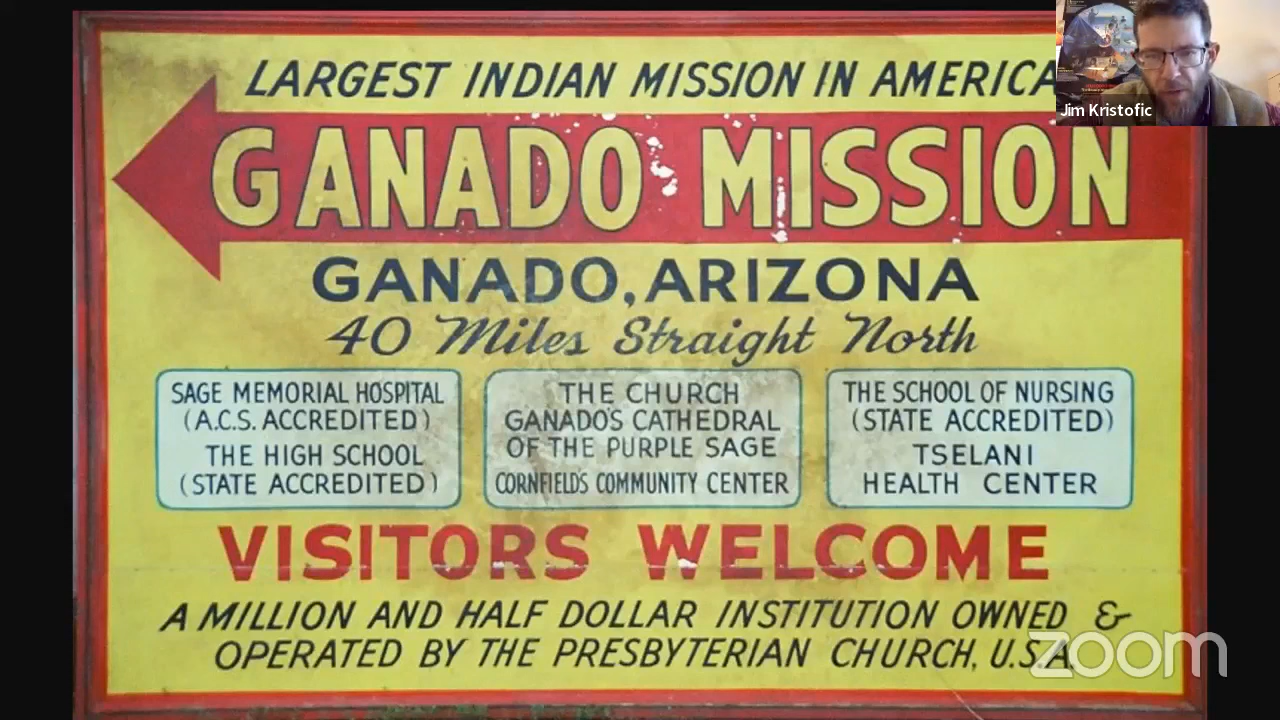 LARGEST INDIAN MISSION IN AMERICA
Jim Kristofic
GANADO MISSION
GANADO, ARIZONA
40 Miles Straight North
SAGE MEMORIAL HOSPITAL
(A.C.S. ACCREDITED)
THE HIGH SCHOOL
(STATE ACCREDITED)
THE CHURCH
GANADO'S CATHEDRAL
OF THE PURPLE SAGE
CORNFIELDS COMMUNITY CENTER
THE SCHOOL OF NURSING
(STATE ACCREDITED)
TSELANI
HEALTH CENTER
VISITORS WELCOME
A MILLION AND HALF DOLLAR INSTITUTION OWNED &
OPERATED BY THE PRESBYTERIAN CHURCH, U.S.A.
zoom